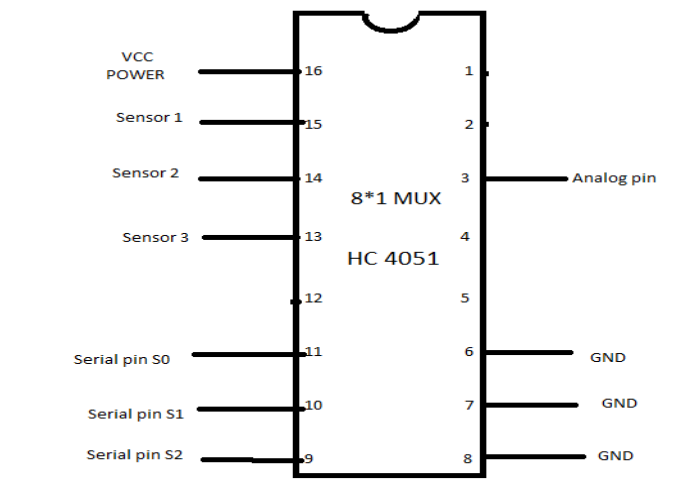 VCC
POWER
16
1
Sensor 1
15
2
Sensor 2
14
3
Analog pin
8*1 MUX
Sensor 3
13
4
HC 4051
12
5
Serial pin S0
11
6
GND
Serial pin S1
10
7
GND
Serial pin S2
9
8
GND